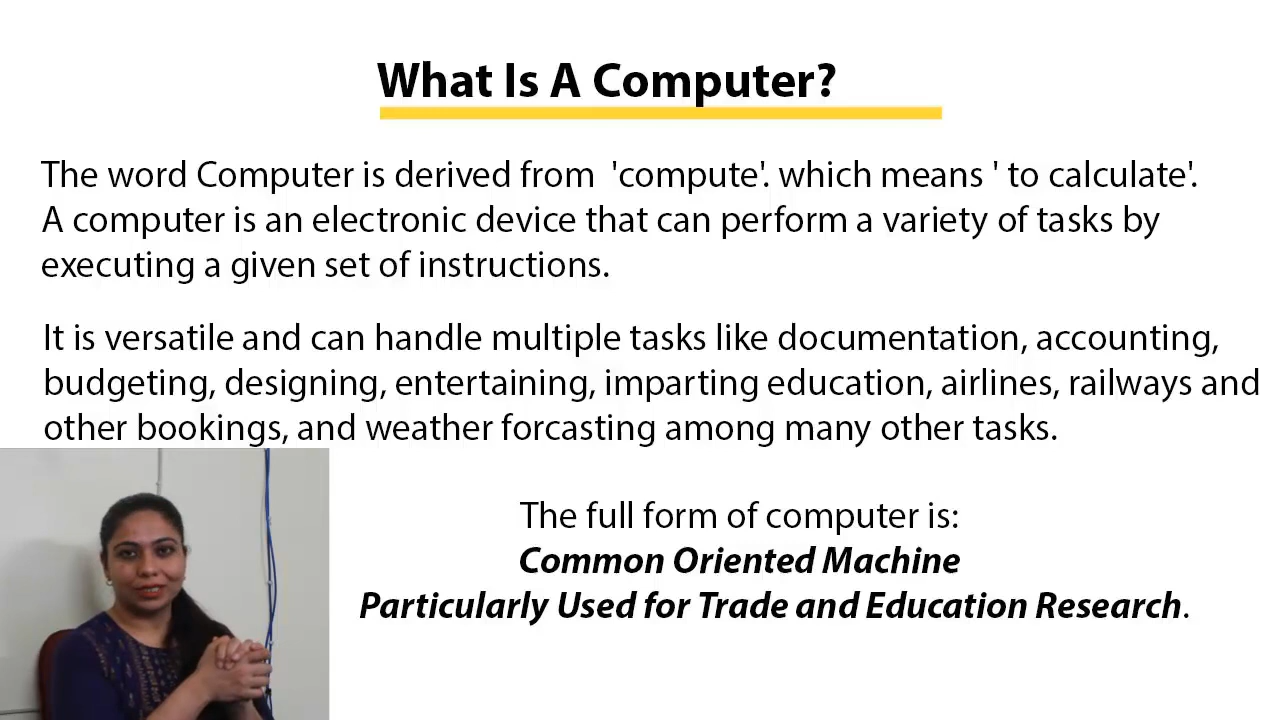 What Is A Computer?
The word Computer is derived from 'compute'. which means ' to calculate'.
A computer is an electronic device that can perform a variety of tasks by
executing a given set of instructions.
It is versatile and can handle multiple tasks like documentation, accounting,
budgeting, designing, entertaining, imparting education, airlines, railways and
other bookings, and weather forcasting among many other tasks.
The full form of computer is:
Common Oriented Machine
Particularly Used for Trade and Education Research.